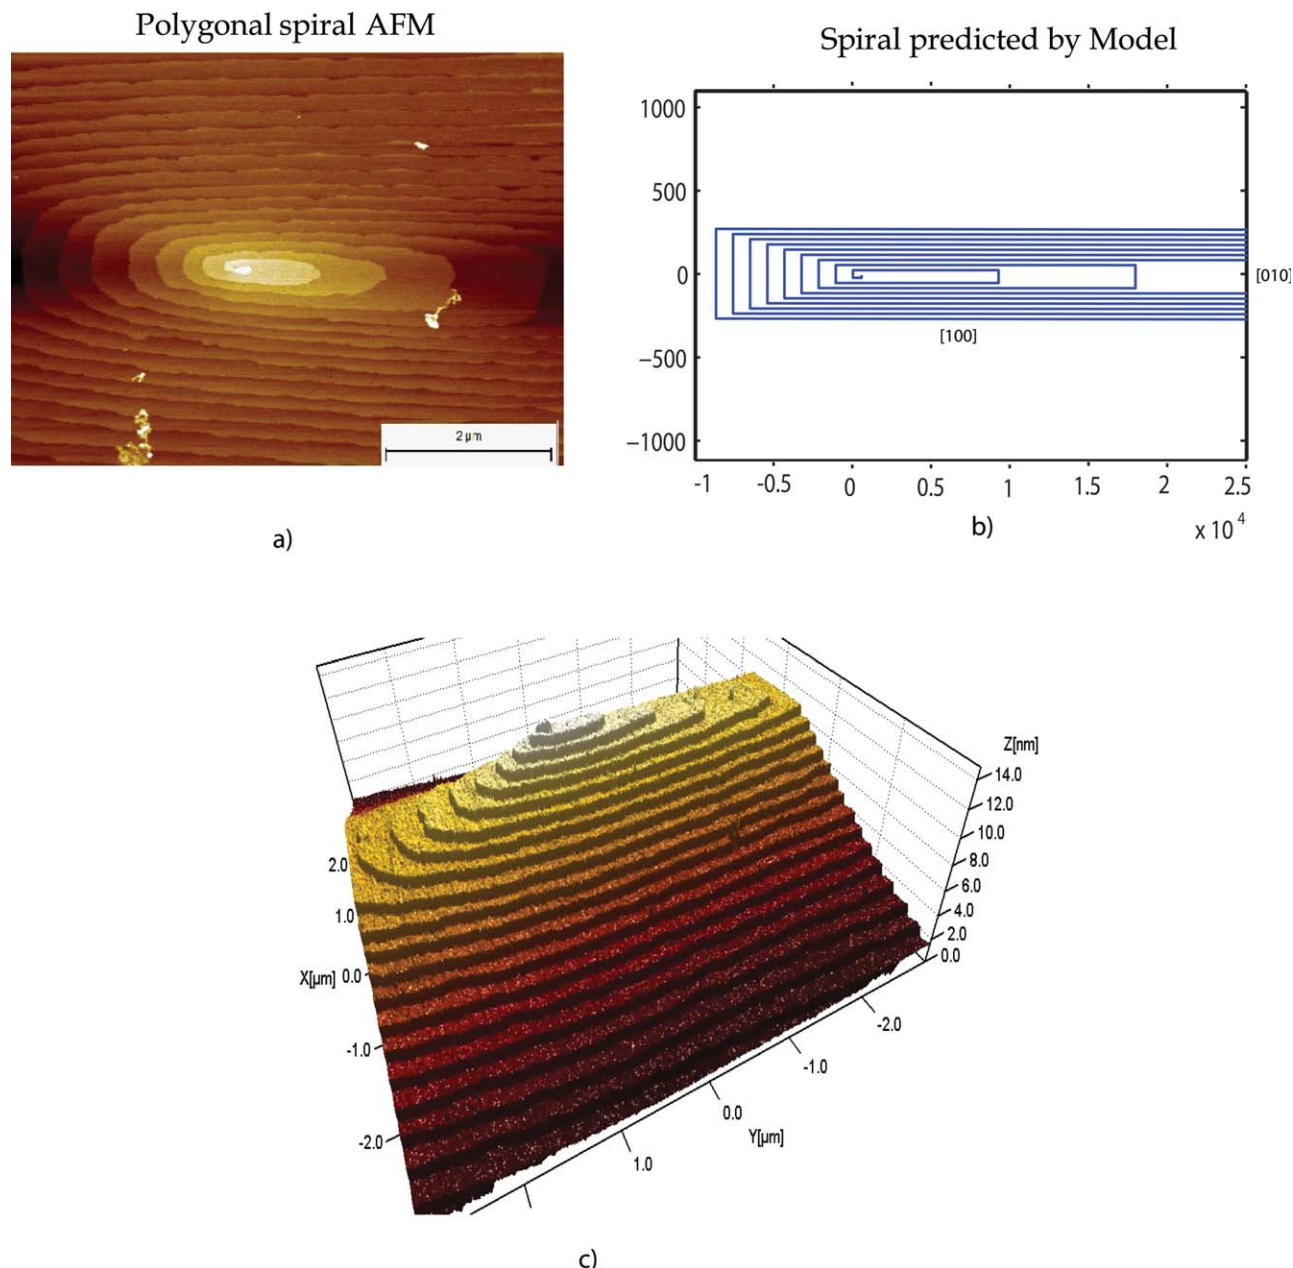 Polygonal spiral AFM
Spiral predicted by Model
2 µm
a)
1000
500
0
−500
−1000
[010]
[100]
-1 -0.5 0 0.5 1 1.5 2 2.5
x 10^4
b)
Z[nm]
14.0
12.0
10.0
8.0
6.0
4.0
2.0
0.0
2.0
1.0
X[µm] 0.0
-1.0
-2.0
-2.0
-1.0
0.0
Y[µm]
1.0
c)